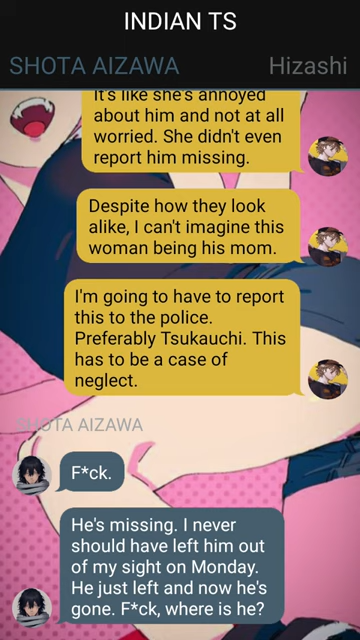 INDIAN TS
SHOTA AIZAWA Hizashi
It's like she's annoyed
about him and not at all
worried. She didn't even
report him missing.
Despite how they look
alike, I can't imagine this
woman being his mom.
I'm going to have to report
this to the police.
Preferably Tsukauchi. This
has to be a case of
neglect.
SHOTA AIZAWA
F*ck.
He's missing. I never
should have left him out
of my sight on Monday.
He just left and now he's
gone. F*ck, where is he?